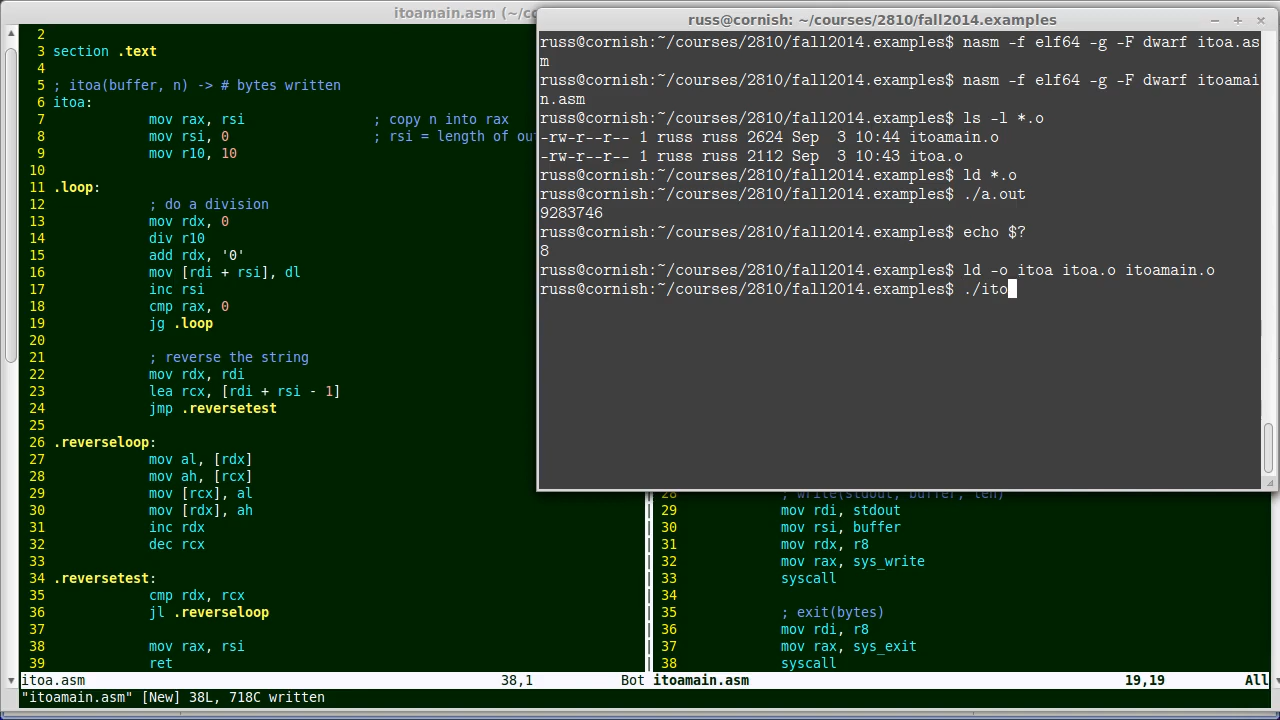 itoamain.asm (~/co
2
3 section .text
4
5 ; itoa(buffer, n) -> # bytes written
6 itoa:
7 mov rax, rsi ; copy n into rax
8 mov rsi, 0 ; rsi = length of ou
9 mov r10, 10
10
11 .loop:
12 ; do a division
13 mov rdx, 0
14 div r10
15 add rdx, '0'
16 mov [rdi + rsi], dl
17 inc rsi
18 cmp rax, 0
19 jg .loop
20
21 ; reverse the string
22 mov rdx, rdi
23 lea rcx, [rdi + rsi - 1]
24 jmp .reversetest
25
26 .reverseloop:
27 mov al, [rdx]
28 mov ah, [rcx]
29 mov [rcx], al
30 mov [rdx], ah
31 inc rdx
32 dec rcx
33
34 .reversetest:
35 cmp rdx, rcx
36 jl .reverseloop
37
38 mov rax, rsi
39 ret
itoa.asm 38,1 Bot
"itoamain.asm" [New] 38L, 718C written
russ@cornish: ~/courses/2810/fall2014.examples
russ@cornish:~/courses/2810/fall2014.examples$ nasm -f elf64 -g -F dwarf itoa.as
m
russ@cornish:~/courses/2810/fall2014.examples$ nasm -f elf64 -g -F dwarf itoamai
n.asm
russ@cornish:~/courses/2810/fall2014.examples$ ls -l *.o
-rw-r--r-- 1 russ russ 2624 Sep  3 10:44 itoamain.o
-rw-r--r-- 1 russ russ 2112 Sep  3 10:43 itoa.o
russ@cornish:~/courses/2810/fall2014.examples$ ld *.o
russ@cornish:~/courses/2810/fall2014.examples$ ./a.out
9283746
russ@cornish:~/courses/2810/fall2014.examples$ echo $?
8
russ@cornish:~/courses/2810/fall2014.examples$ ld -o itoa itoa.o itoamain.o
russ@cornish:~/courses/2810/fall2014.examples$ ./ito
28 ; write(stdout, buffer, len)
29 mov rdi, stdout
30 mov rsi, buffer
31 mov rdx, r8
32 mov rax, sys_write
33 syscall
34
35 ; exit(bytes)
36 mov rdi, r8
37 mov rax, sys_exit
38 syscall
itoamain.asm 19,19 All